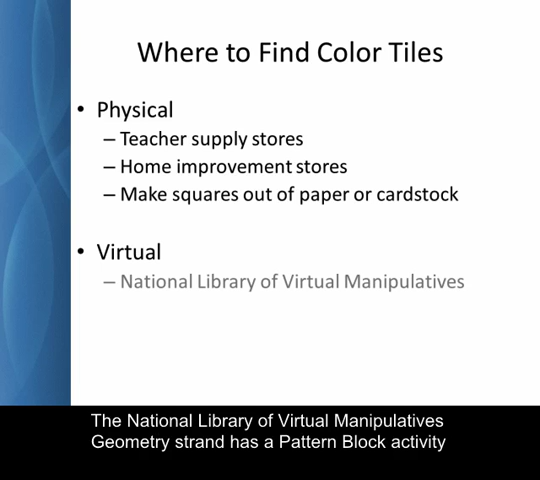 Where to Find Color Tiles
• Physical
– Teacher supply stores
– Home improvement stores
– Make squares out of paper or cardstock
• Virtual
– National Library of Virtual Manipulatives
The National Library of Virtual Manipulatives
Geometry strand has a Pattern Block activity